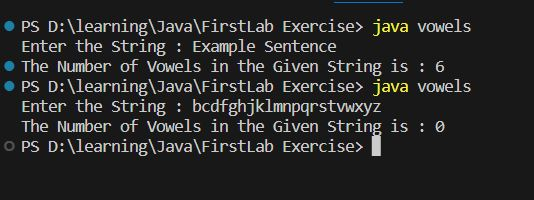 PS D:\learning\Java\FirstLab Exercise> java vowels
Enter the String : Example Sentence
The Number of Vowels in the Given String is : 6
PS D:\learning\Java\FirstLab Exercise> java vowels
Enter the String : bcdfghjklmnpqrstvwxyz
The Number of Vowels in the Given String is : 0
PS D:\learning\Java\FirstLab Exercise>